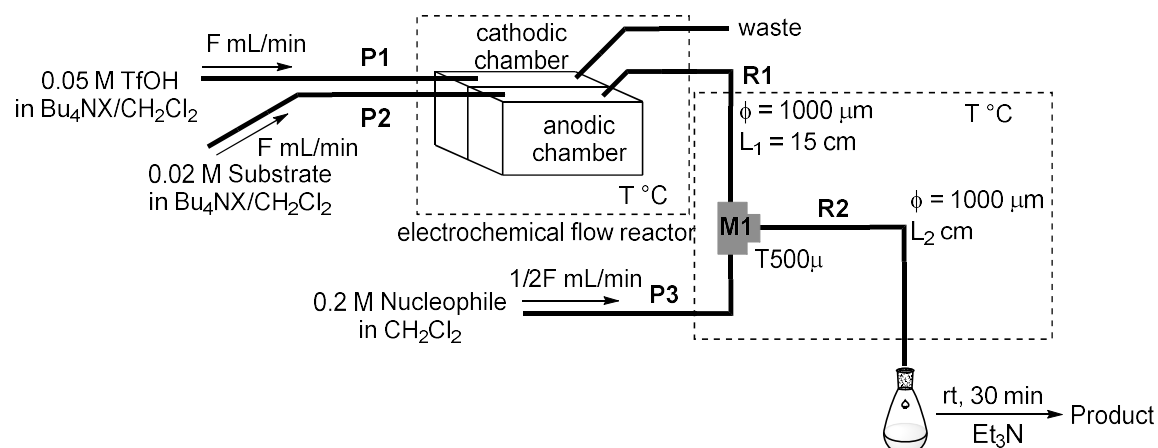 F mL/min
P1
0.05 M TfOH
in Bu4NX/CH2Cl2
P2
F mL/min
0.02 M Substrate
in Bu4NX/CH2Cl2
cathodic
chamber
waste
R1
anodic
chamber
T °C
electrochemical flow reactor
ϕ = 1000 μm
L1 = 15 cm
T °C
M1
R2
ϕ = 1000 μm
L2 cm
T500μ
1/2F mL/min
P3
0.2 M Nucleophile
in CH2Cl2
rt, 30 min
Et3N
Product